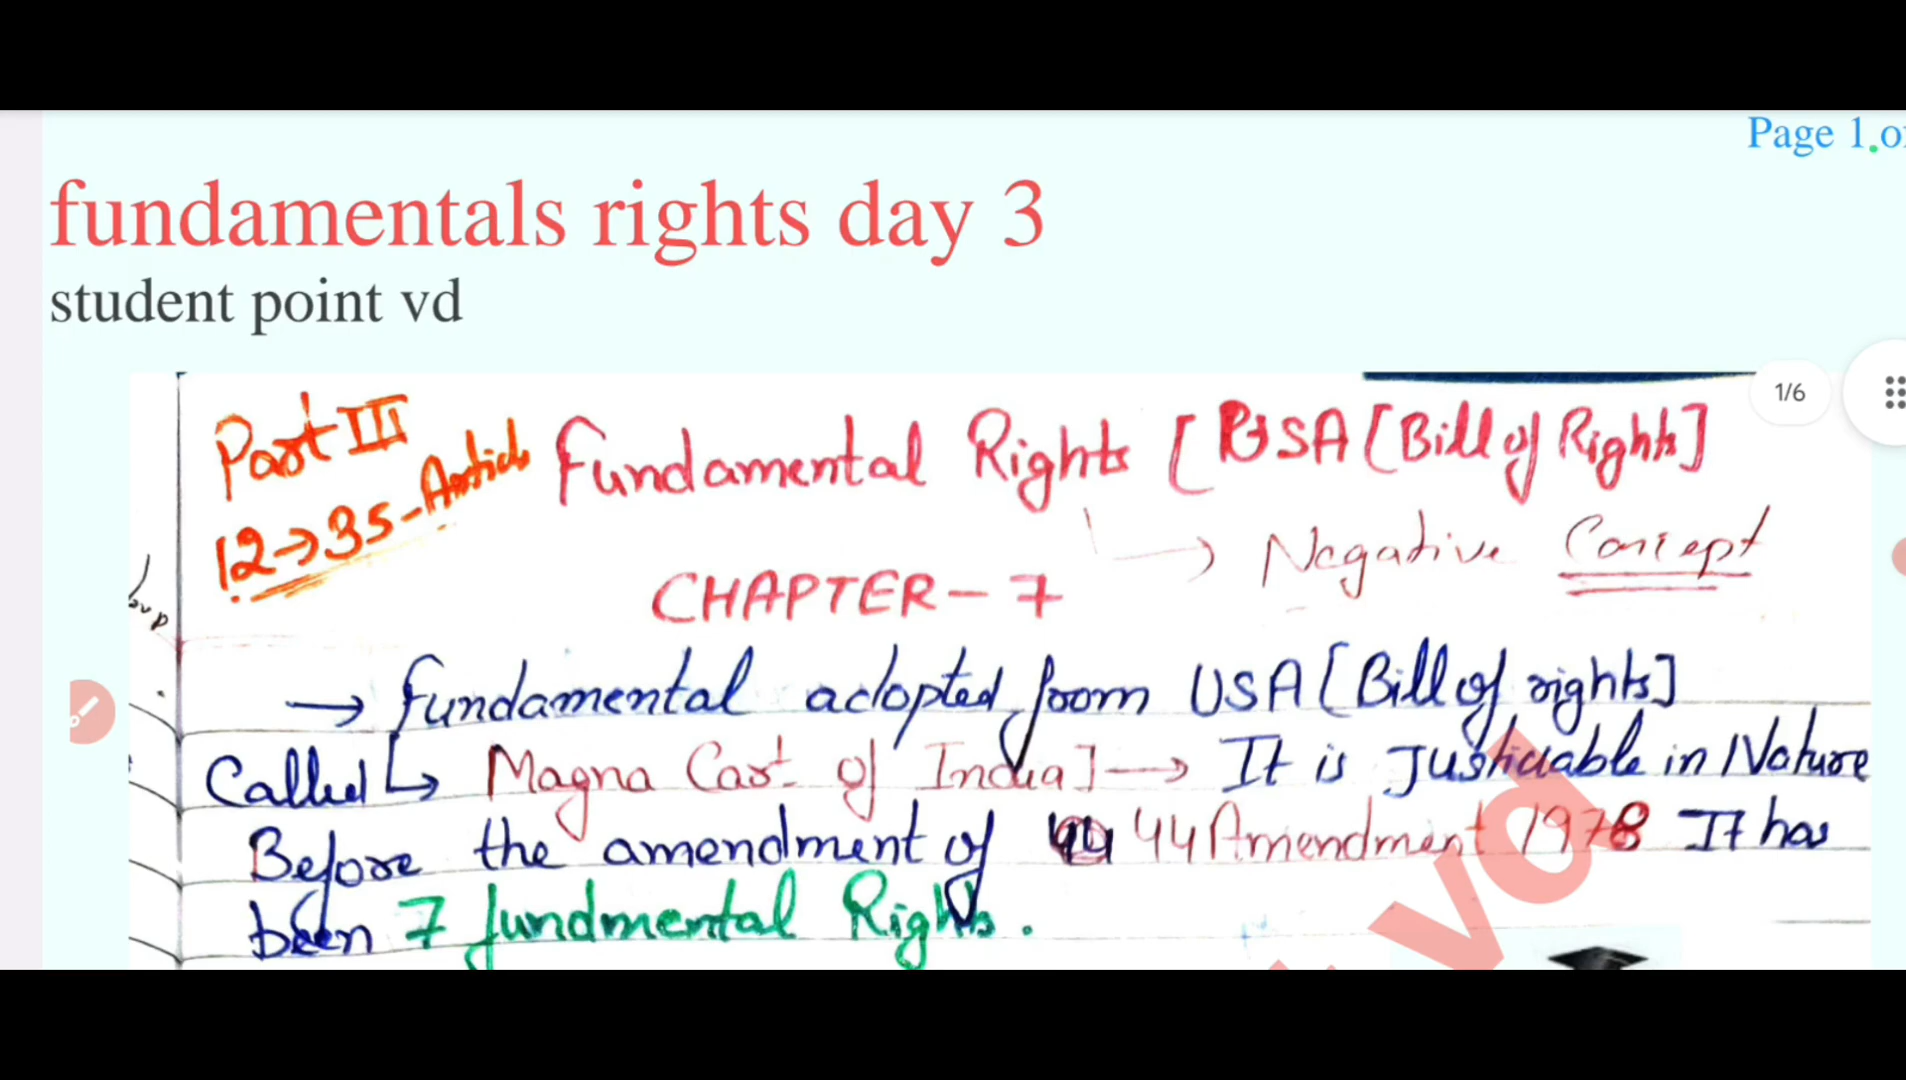 Page 1 o
fundamentals rights day 3
student point vd
1/6
Part III
12→35-Article
Fundamental Rights [USA [Bill of Rights]
→ Negative Concept
CHAPTER-7
→ fundamental adopted from USA [Bill of rights]
Called ↳ Magna Cart of India] → It is Justiciable in Nature
Before the amendment of 44 44 Amendment 1978 It has
been 7 fundmental Rights.
vd